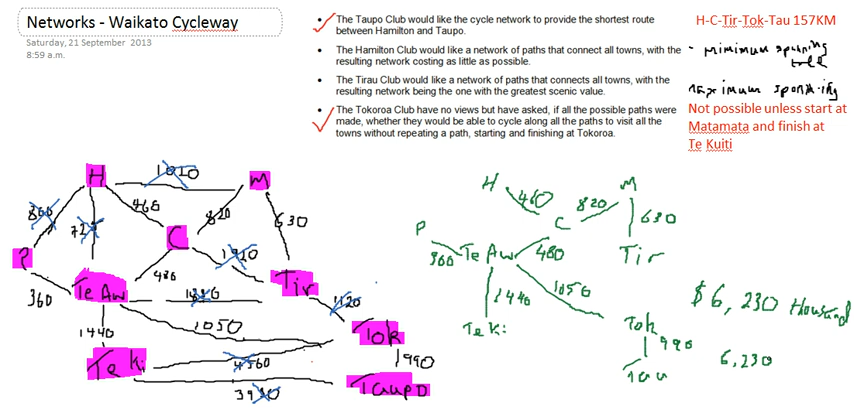 Networks - Waikato Cycleway
Saturday, 21 September 2013
8:59 a.m.
• The Taupo Club would like the cycle network to provide the shortest route
between Hamilton and Taupo.
• The Hamilton Club would like a network of paths that connect all towns, with the
resulting network costing as little as possible.
• The Tirau Club would like a network of paths that connects all towns, with the
resulting network being the one with the greatest scenic value.
• The Tokoroa Club have no views but have asked, if all the possible paths were
made, whether they would be able to cycle along all the paths to visit all the
towns without repeating a path, starting and finishing at Tokoroa.
H-C-Tir-Tok-Tau 157KM
- minimum spanning
tree
maximum spanning
Not possible unless start at
Matamata and finish at
Te Kuiti
H 1010 M
460 820 630
C
P
480 Tir
360 Te Aw
1050
1440 Tok
Te Ki 4560 990
Taupo
H 460 820 M
C 630
P
360 Te Aw 480 Tir
1440 1050
Te Ki Tok
990
Tau
$6,230 thousand
6,230